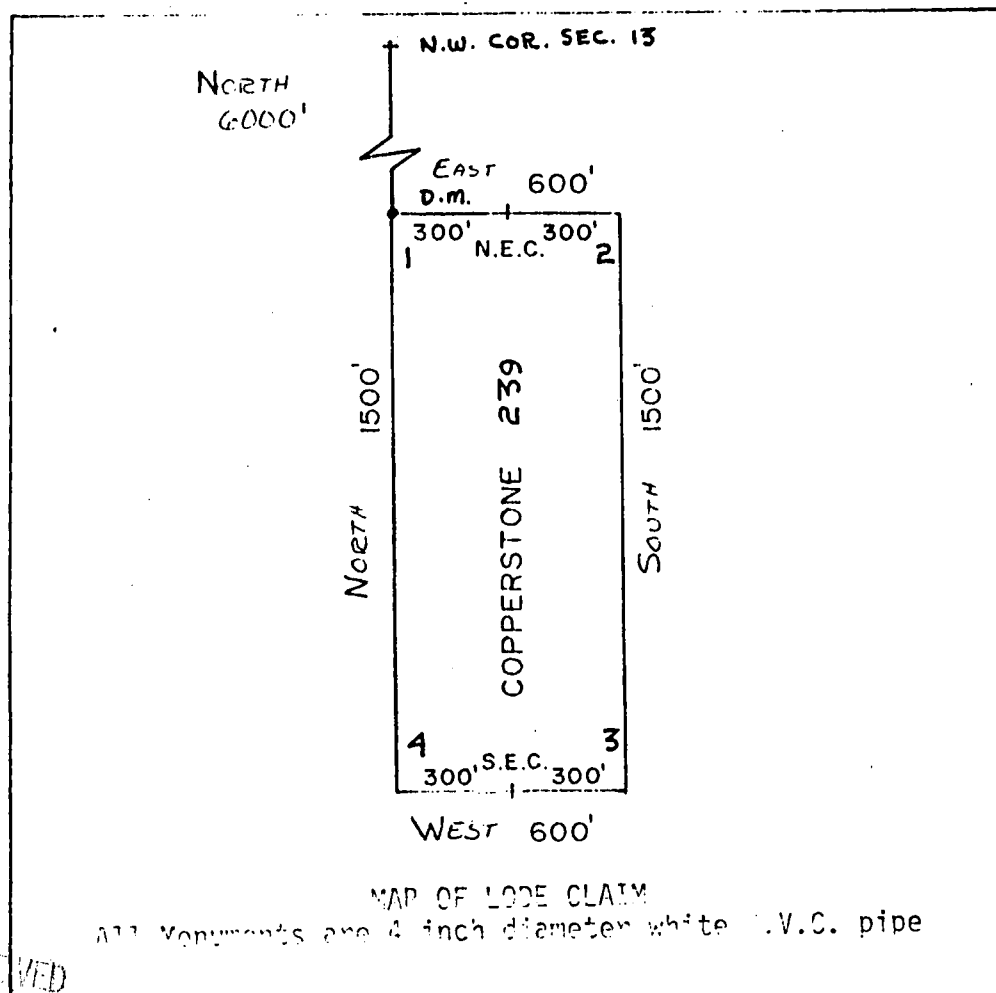 N.W. COR. SEC. 13
NORTH
6000'
EAST 600'
D.M.
300' 300'
1 N.E.C. 2
NORTH 1500'
COPPERSTONE 239
SOUTH 1500'
4 S.E.C. 3
300' 300'
WEST 600'
MAP OF LODE CLAIM
All Monuments are 4 inch diameter white .V.C. pipe
VED